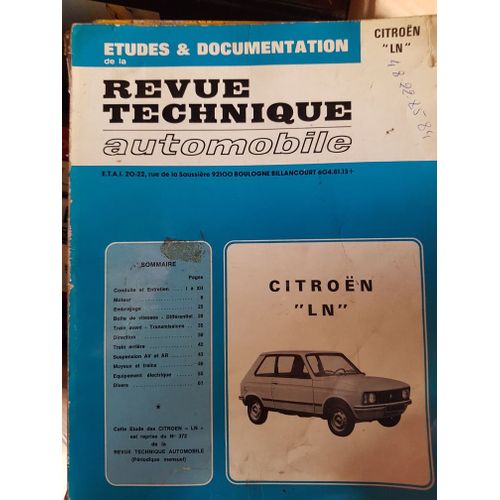 ETUDES & DOCUMENTATION
de la
REVUE
TECHNIQUE
automobile
E.T.A.I. 20-22, rue de la Saussière 92100 BOULOGNE BILLANCOURT 604.81.13+
CITROËN
"LN"
SOMMAIRE
Pages
Conduite et Entretien .... I à XII
Moteur
Embrayage
Boîte de vitesses - Différentiel
Train avant - Transmissions
Direction
Train arrière
Suspension AV et AR
Moyeux et freins
Equipement électrique
Divers
*
Cette Etude des CITROEN « LN »
est reprise du N° 372
de la
REVUE TECHNIQUE AUTOMOBILE
(Périodique mensuel)
CITROËN
"LN"